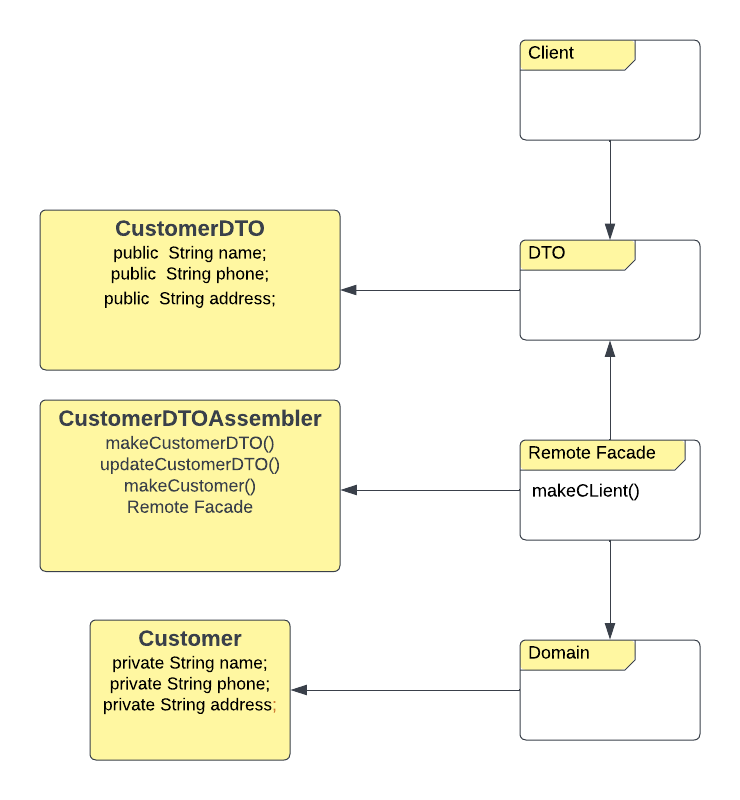 Client
CustomerDTO
public  String name;
public  String phone;
public  String address;
DTO
CustomerDTOAssembler
makeCustomerDTO()
updateCustomerDTO()
makeCustomer()
Remote Facade
Remote Facade
makeCLient()
Customer
private String name;
private String phone;
private String address;
Domain